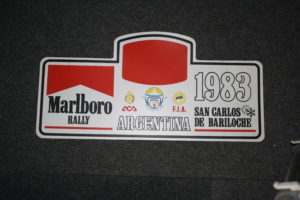 Marlboro
RALLY
ACA
F.I.A.
ARGENTINA
1983
SAN CARLOS
DE BARILOCHE